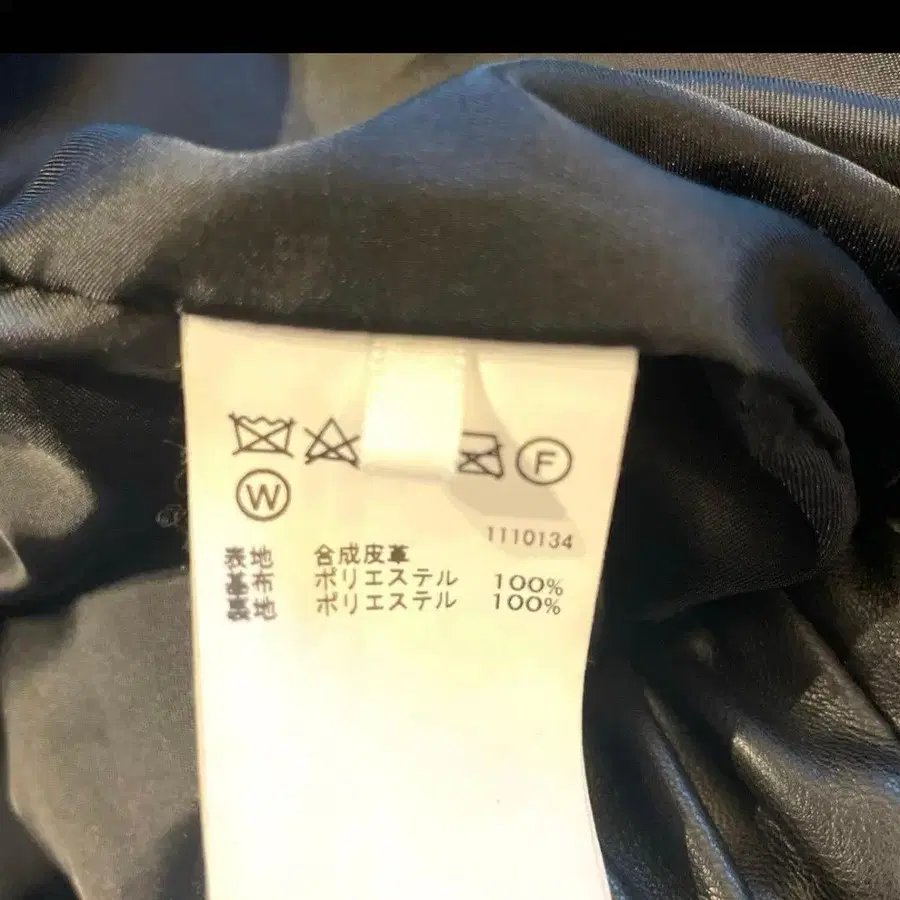 F
W
1110134
表地 合成皮革
基布 ポリエステル 100%
裏地 ポリエステル 100%